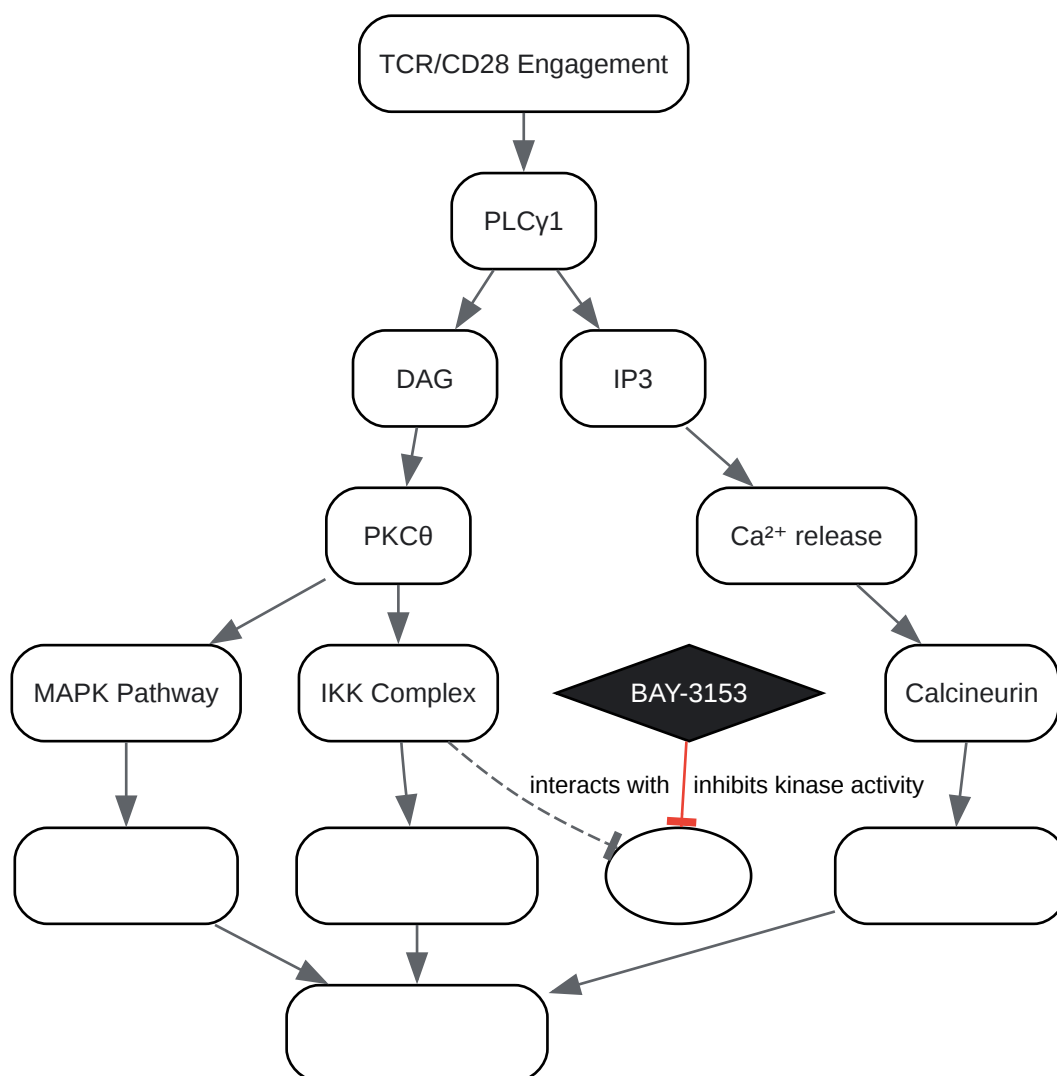 TCR/CD28 Engagement
PLCγ1
DAG
IP3
PKCθ
Ca²⁺ release
MAPK Pathway
IKK Complex
BAY-3153
Calcineurin
interacts with
inhibits kinase activity